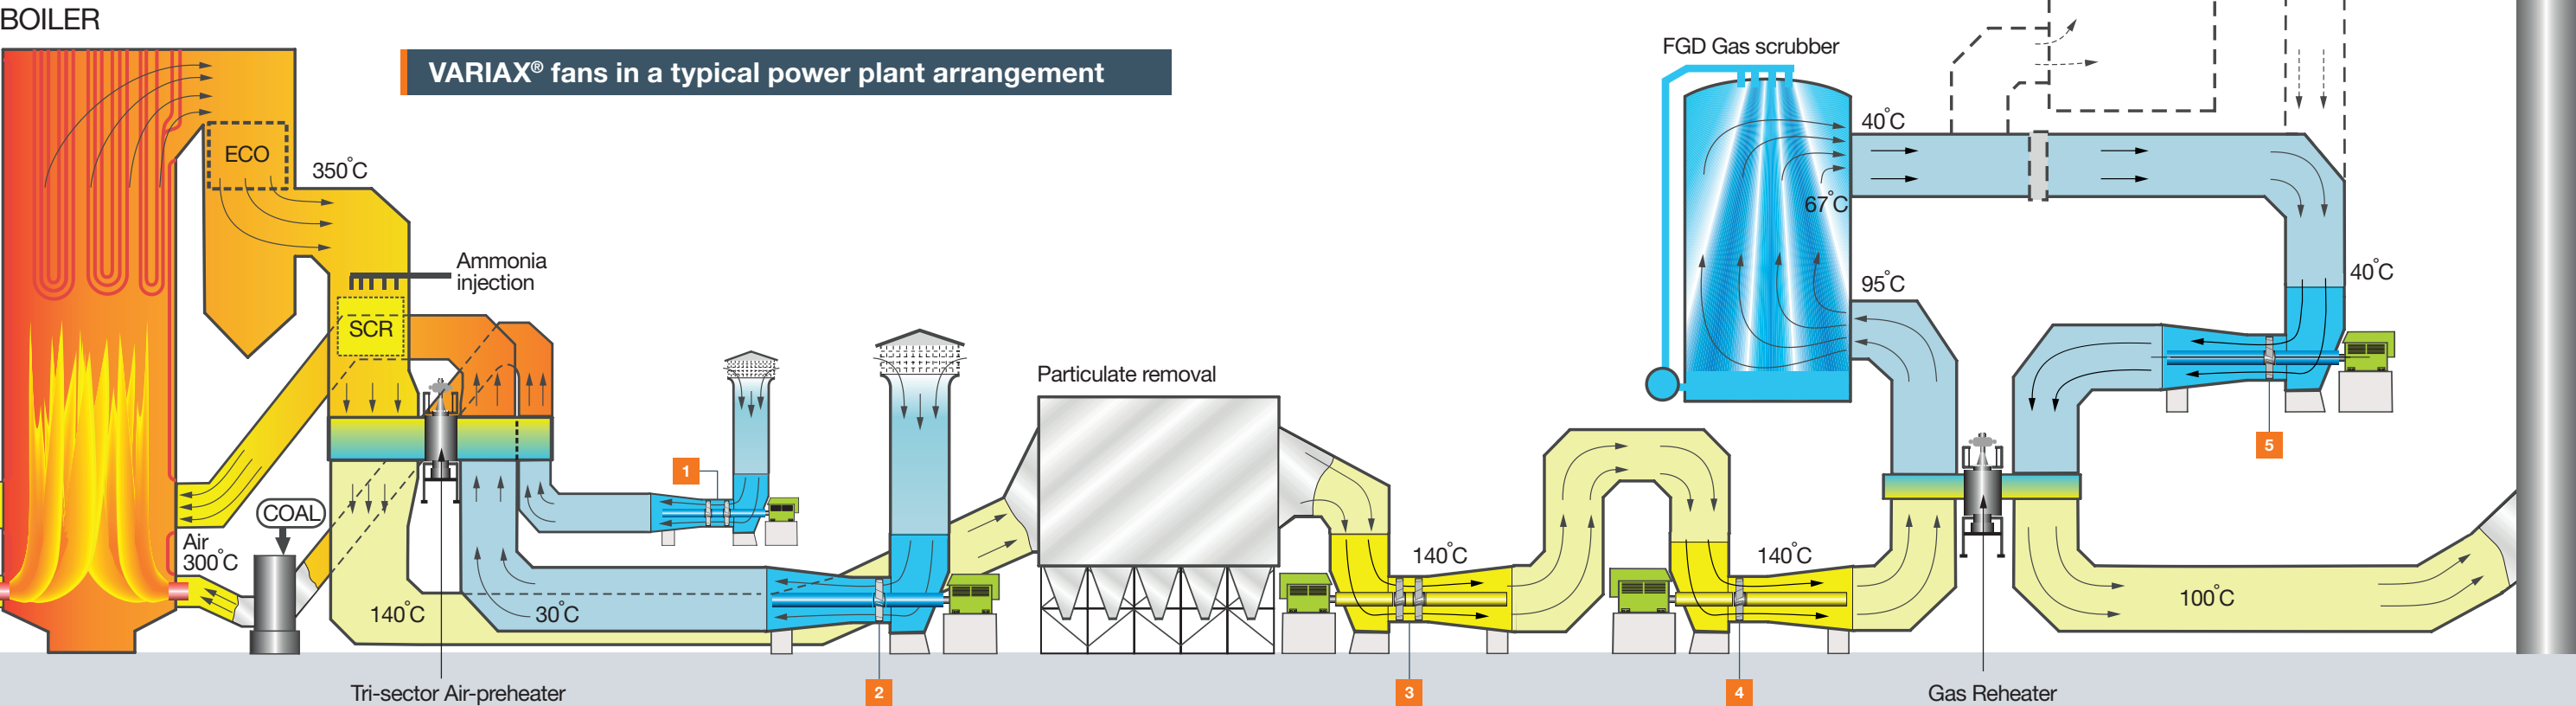 BOILER
VARIAX® fans in a typical power plant arrangement
FGD Gas scrubber
ECO
350°C
40°C
67°C
Ammonia
injection
95°C
40°C
SCR
Particulate removal
1
5
COAL
Air
300°C
140°C
140°C
140°C
30°C
100°C
Tri-sector Air-preheater
2
3
4
Gas Reheater